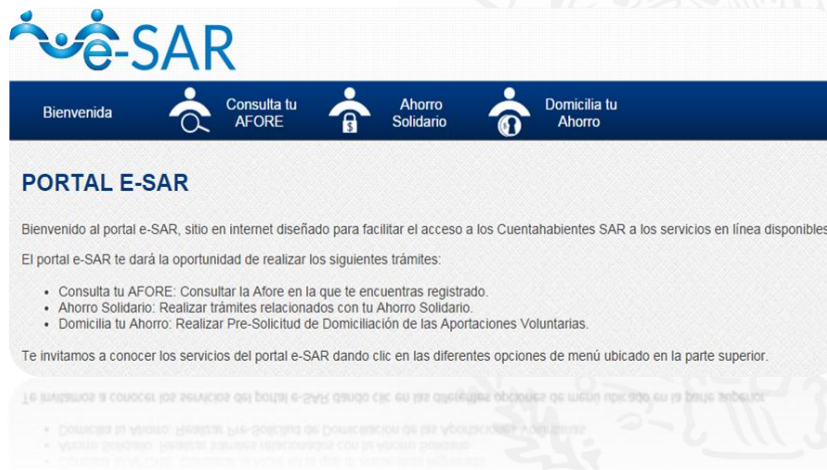 e-SAR
Bienvenida
Consulta tu
AFORE
Ahorro
Solidario
Domicilia tu
Ahorro
PORTAL E-SAR
Bienvenido al portal e-SAR, sitio en internet diseñado para facilitar el acceso a los Cuentahabientes SAR a los servicios en línea disponibles
El portal e-SAR te dará la oportunidad de realizar los siguientes trámites:
• Consulta tu AFORE: Consultar la Afore en la que te encuentras registrado.
• Ahorro Solidario: Realizar trámites relacionados con tu Ahorro Solidario.
• Domicilia tu Ahorro: Realizar Pre-Solicitud de Domiciliación de las Aportaciones Voluntarias.
Te invitamos a conocer los servicios del portal e-SAR dando clic en las diferentes opciones de menú ubicado en la parte superior.